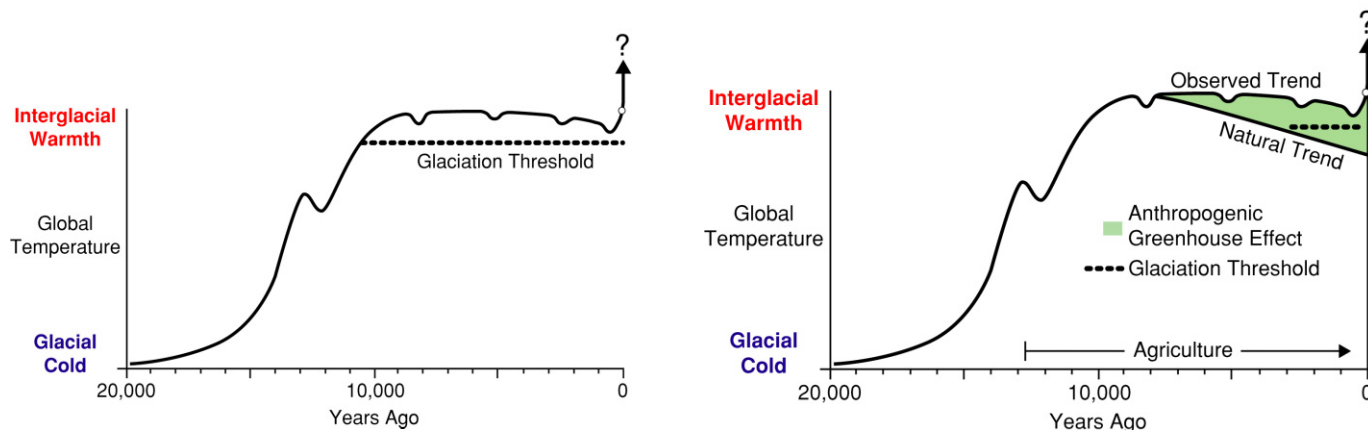 ?
Interglacial
Warmth
Glaciation Threshold
Global
Temperature
Glacial
Cold
20,000
10,000
0
Years Ago
?
Observed Trend
Interglacial
Warmth
Natural Trend
Global
Temperature
Anthropogenic
Greenhouse Effect
Glaciation Threshold
Glacial
Cold
Agriculture
20,000
10,000
0
Years Ago